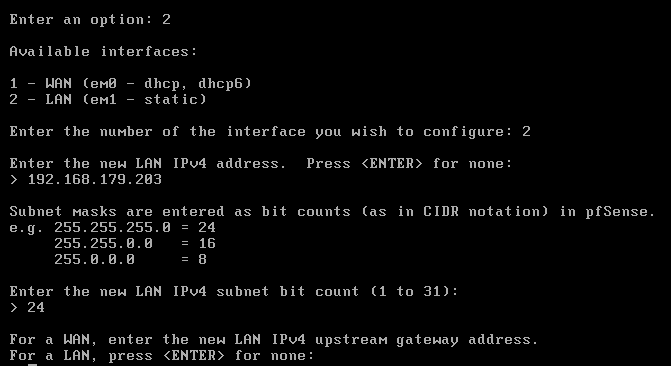 Enter an option: 2
Available interfaces:
1 - WAN (em0 - dhcp, dhcp6)
2 - LAN (em1 - static)
Enter the number of the interface you wish to configure: 2
Enter the new LAN IPv4 address.  Press <ENTER> for none:
> 192.168.179.203
Subnet masks are entered as bit counts (as in CIDR notation) in pfSense.
e.g. 255.255.255.0 = 24
     255.255.0.0   = 16
     255.0.0.0     = 8
Enter the new LAN IPv4 subnet bit count (1 to 31):
> 24
For a WAN, enter the new LAN IPv4 upstream gateway address.
For a LAN, press <ENTER> for none: